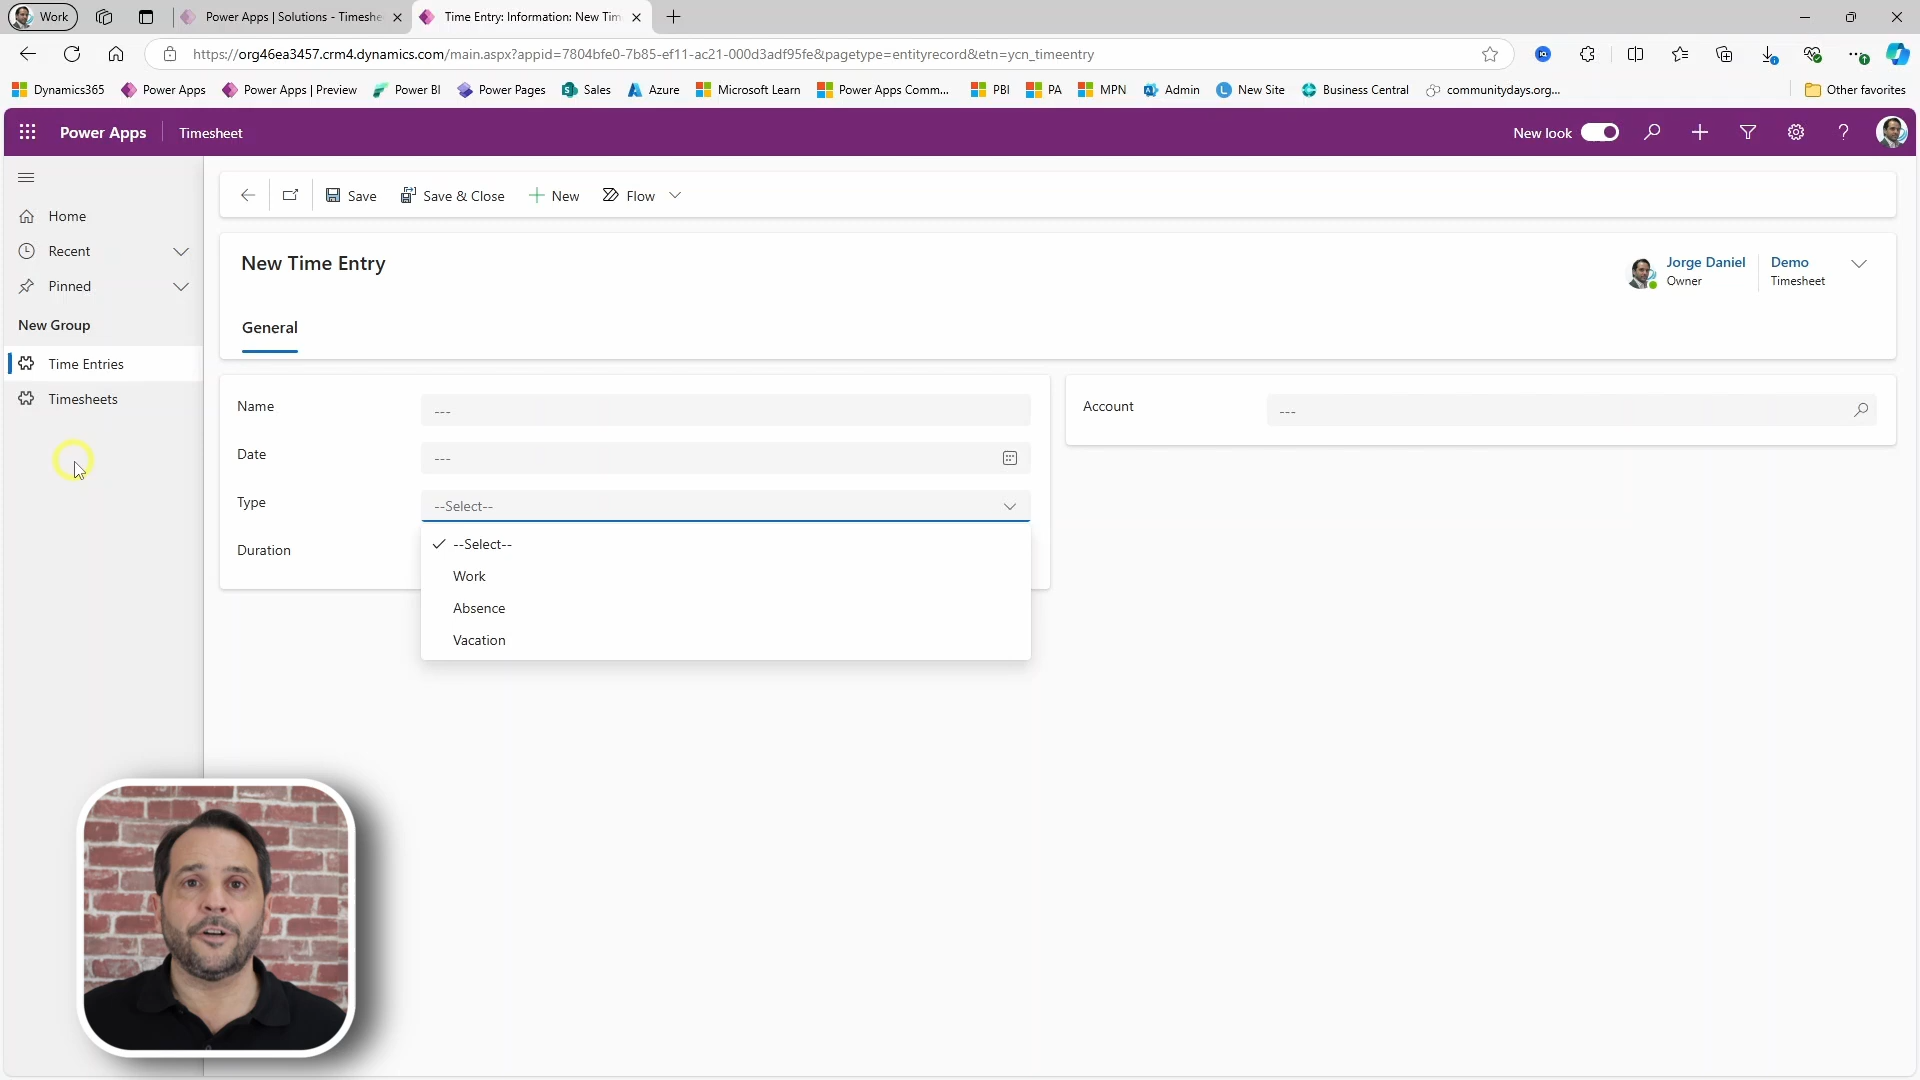 Work
Power Apps | Solutions - Timeshe
Time Entry: Information: New Tim
https://org46ea3457.crm4.dynamics.com/main.aspx?appid=7804bfe0-7b85-ef11-ac21-000d3adf95fe&pagetype=entityrecord&etn=ycn_timeentry
Dynamics365
Power Apps
Power Apps | Preview
Power BI
Power Pages
Sales
Azure
Microsoft Learn
Power Apps Comm...
PBI
PA
MPN
Admin
New Site
Business Central
communitydays.org...
Other favorites
Power Apps
Timesheet
New look
Save
Save & Close
New
Flow
Home
Recent
Pinned
New Group
Time Entries
Timesheets
New Time Entry
Jorge Daniel
Owner
Demo
Timesheet
General
Name
---
Account
---
Date
---
Type
--Select--
Duration
--Select--
Work
Absence
Vacation